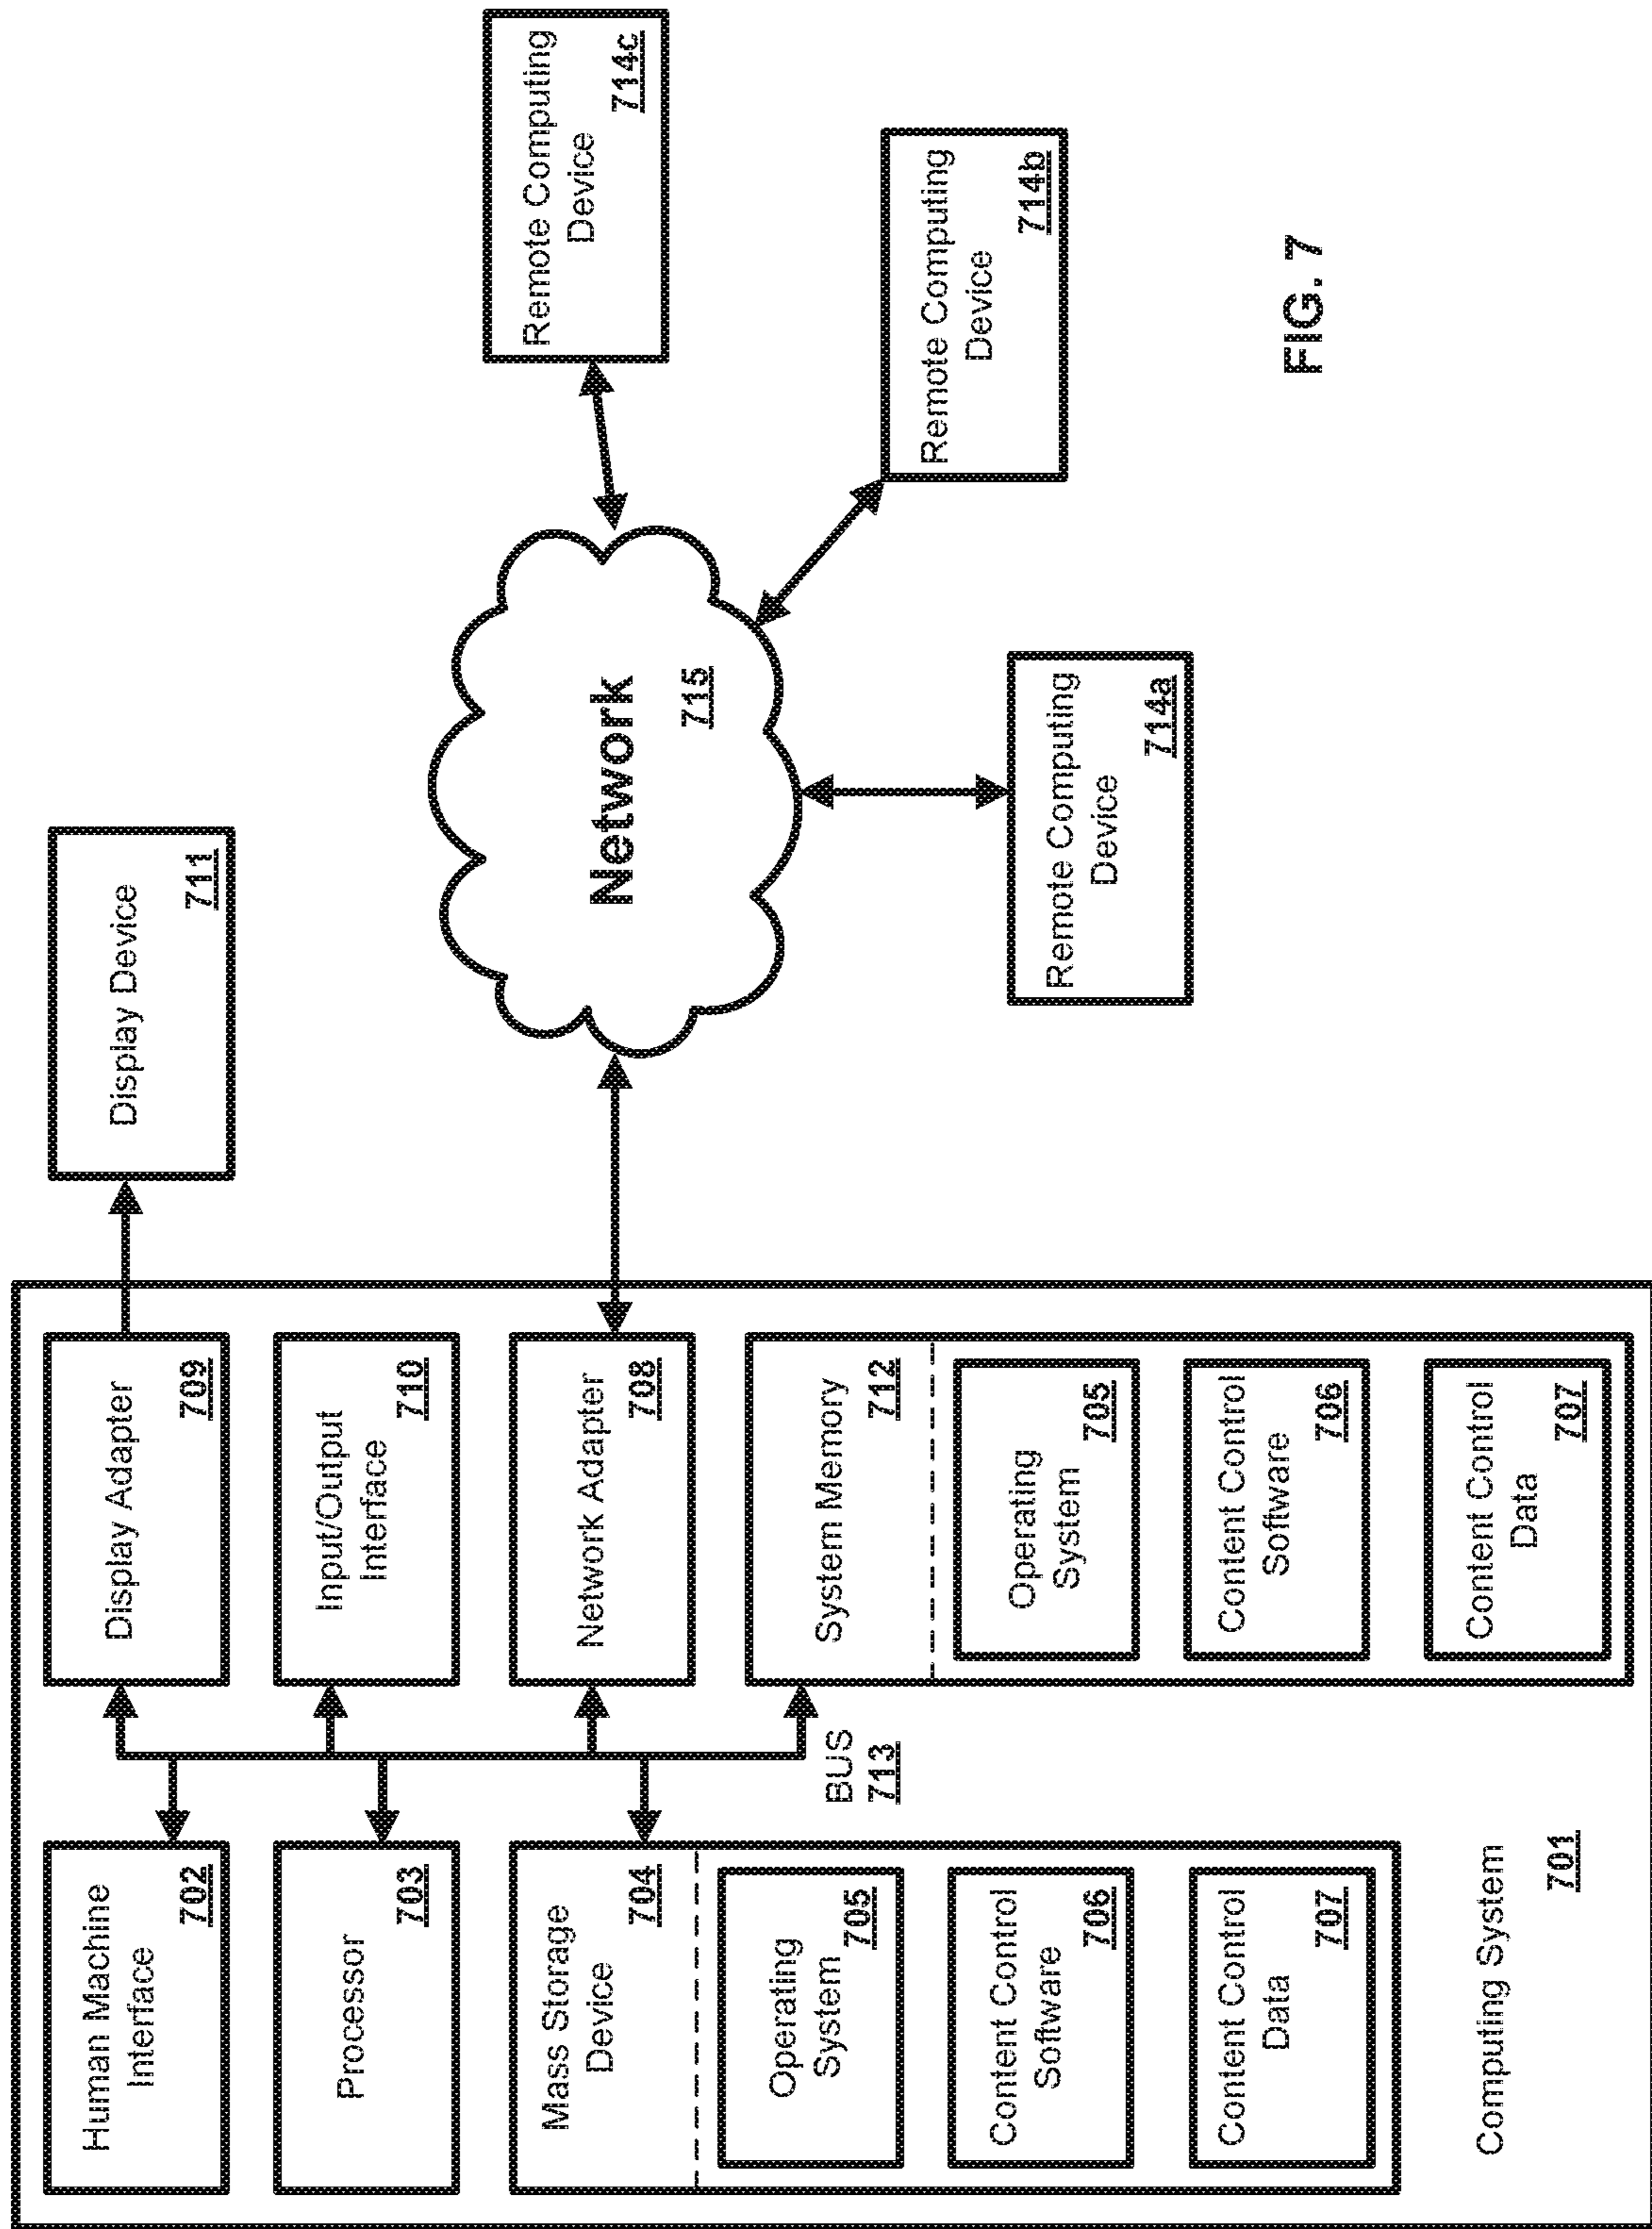 Human Machine
Interface
702
Processor
703
Mass Storage
Device
704
Operating
System
705
Content Control
Software
706
Content Control
Data
707
Display Adapter
709
Input/Output
Interface
710
Network Adapter
708
System Memory
712
Operating
System
705
Content Control
Software
706
Content Control
Data
707
BUS
713
Computing System
701
Display Device
711
Network
715
Remote Computing
Device
714a
Remote Computing
Device
714b
Remote Computing
Device
714c
FIG. 7